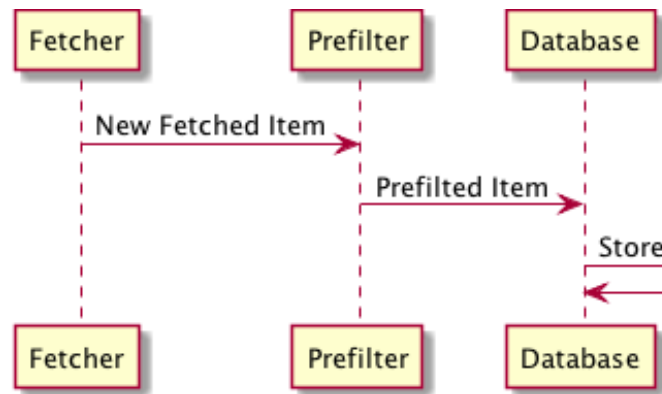 Fetcher
Prefilter
Database
New Fetched Item
Prefilted Item
Store
Fetcher
Prefilter
Database